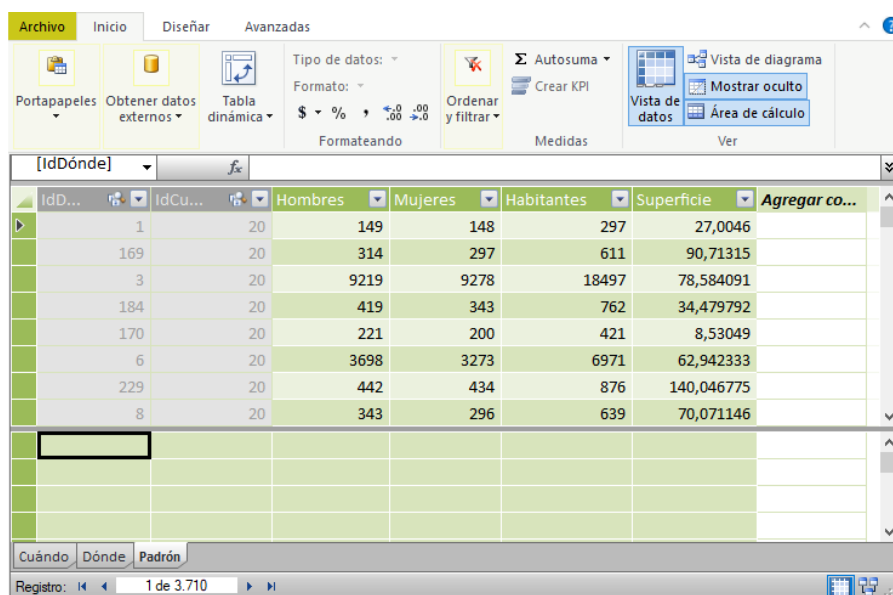 Archivo Inicio Diseñar Avanzadas
Portapapeles
Obtener datos
externos
Tabla
dinámica
Tipo de datos:
Formato:
$ % , ,00 ,0
Formateando
Ordenar
y filtrar
Σ Autosuma
Crear KPI
Medidas
Vista de
datos
Vista de diagrama
Mostrar oculto
Área de cálculo
Ver
[IdDónde] fx
IdD... IdCu... Hombres Mujeres Habitantes Superficie Agregar co...
1 20 149 148 297 27,0046
169 20 314 297 611 90,71315
3 20 9219 9278 18497 78,584091
184 20 419 343 762 34,479792
170 20 221 200 421 8,53049
6 20 3698 3273 6971 62,942333
229 20 442 434 876 140,046775
8 20 343 296 639 70,071146
Cuándo Dónde Padrón
Registro: 1 de 3.710